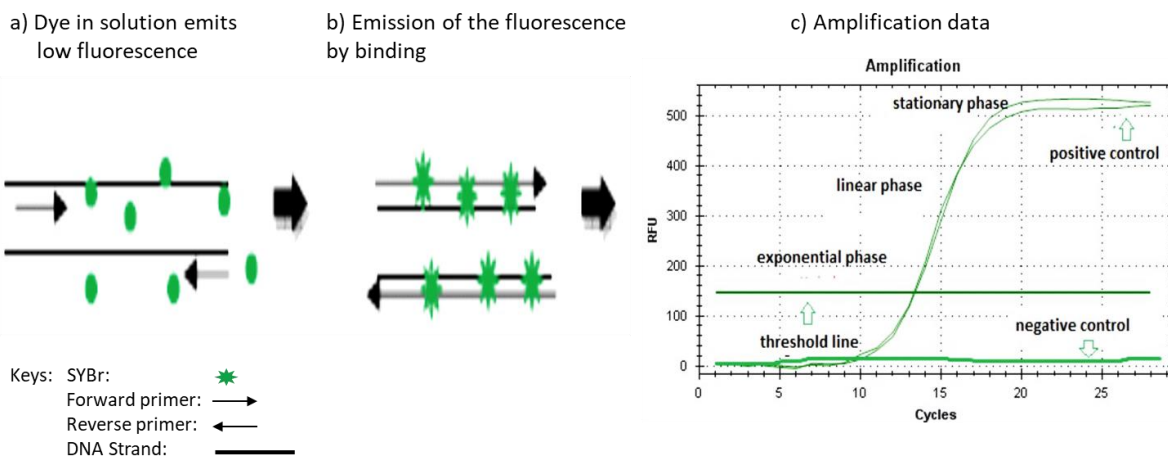 a) Dye in solution emits
low fluorescence
b) Emission of the fluorescence
by binding
c) Amplification data
Amplification
stationary phase
positive control
linear phase
exponential phase
threshold line
negative control
RFU
500
400
300
200
100
0
0 5 10 15 20 25
Cycles
Keys: SYBr:
Forward primer:
Reverse primer:
DNA Strand: